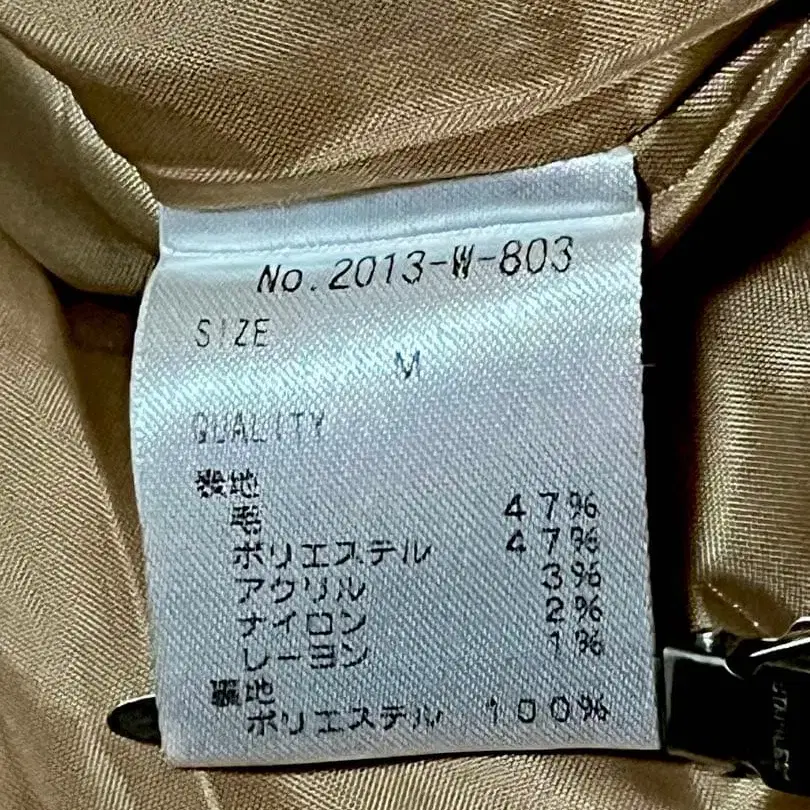 No.2013-W-803
SIZE
M
QUALITY
表地
毛 47%
ポリエステル 47%
アクリル 3%
ナイロン 2%
レーヨン 1%
裏地
ポリエステル 100%